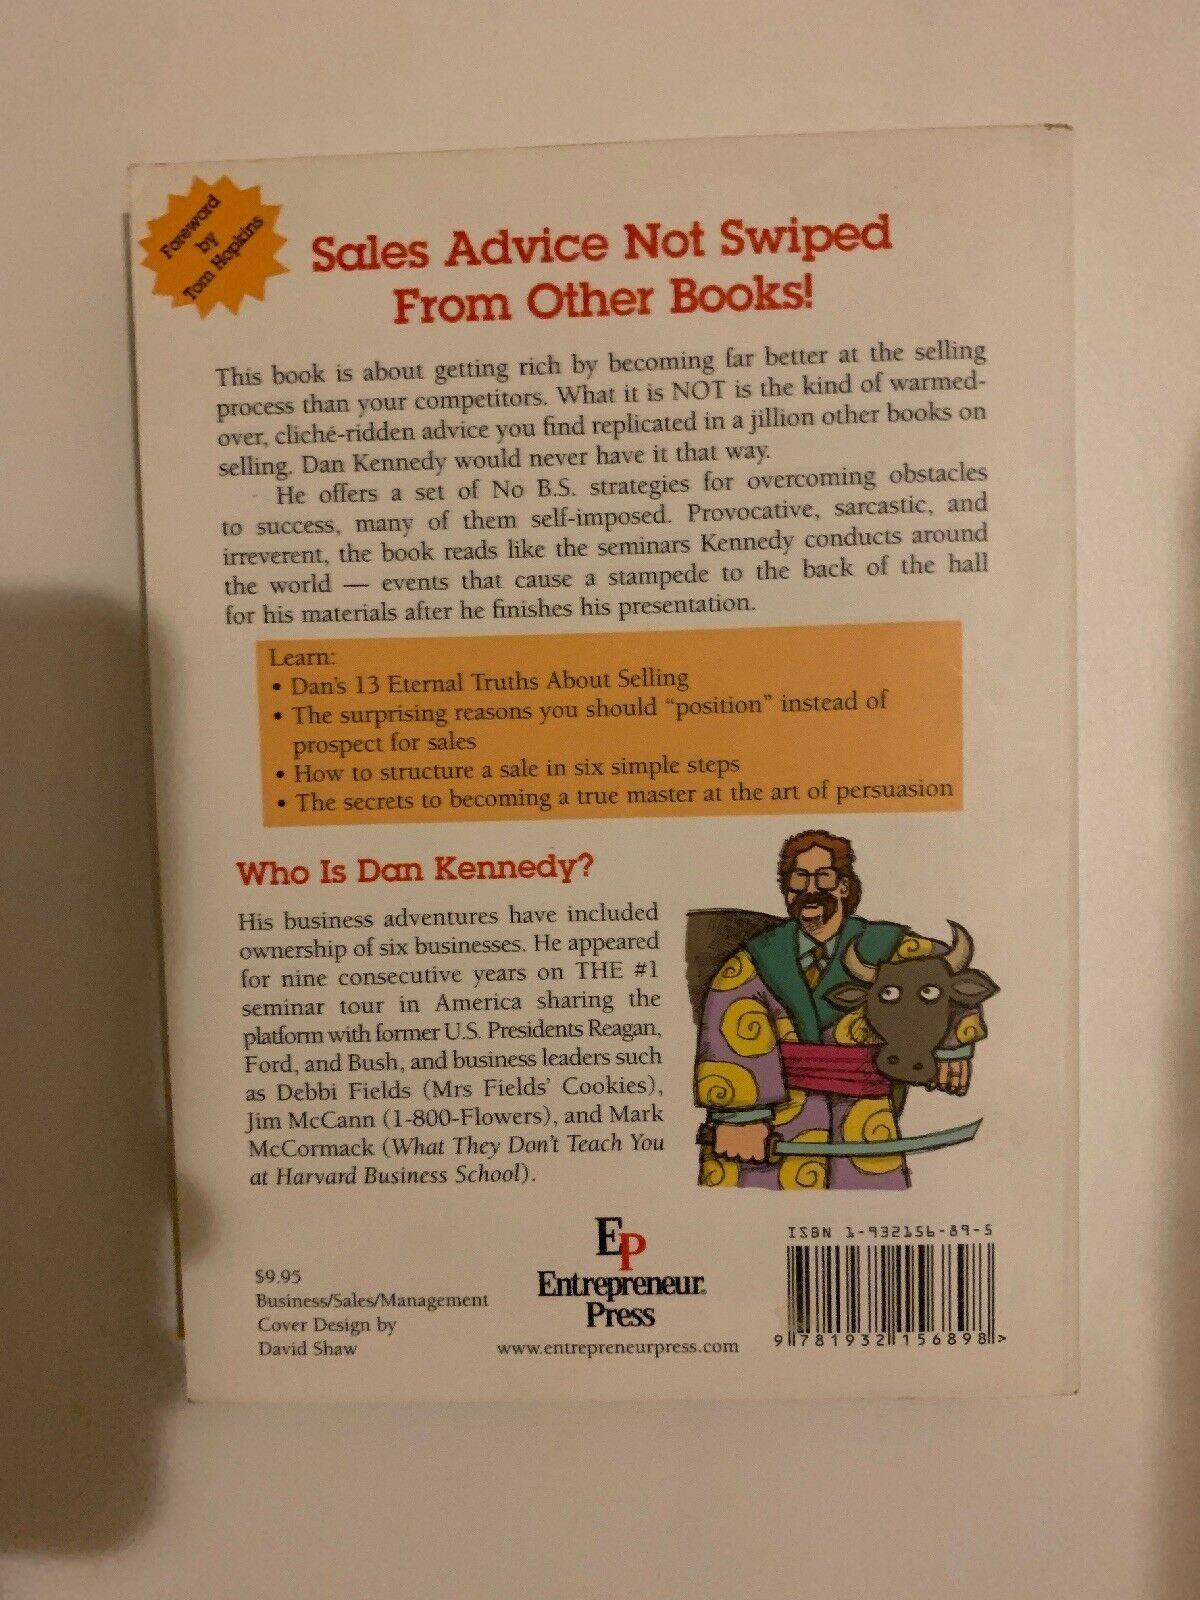 Foreword
by
Tom Hopkins
Sales Advice Not Swiped
From Other Books!
This book is about getting rich by becoming far better at the selling
process than your competitors. What it is NOT is the kind of warmed-
over, cliché-ridden advice you find replicated in a jillion other books on
selling. Dan Kennedy would never have it that way.
He offers a set of No B.S. strategies for overcoming obstacles
to success, many of them self-imposed. Provocative, sarcastic, and
irreverent, the book reads like the seminars Kennedy conducts around
the world — events that cause a stampede to the back of the hall
for his materials after he finishes his presentation.
Learn:
• Dan's 13 Eternal Truths About Selling
• The surprising reasons you should "position" instead of
prospect for sales
• How to structure a sale in six simple steps
• The secrets to becoming a true master at the art of persuasion
Who Is Dan Kennedy?
His business adventures have included
ownership of six businesses. He appeared
for nine consecutive years on THE #1
seminar tour in America sharing the
platform with former U.S. Presidents Reagan,
Ford, and Bush, and business leaders such
as Debbi Fields (Mrs Fields' Cookies),
Jim McCann (1-800-Flowers), and Mark
McCormack (What They Don't Teach You
at Harvard Business School).
$9.95
Business/Sales/Management
Cover Design by
David Shaw
EP
Entrepreneur®
Press
www.entrepreneurpress.com
ISBN 1-932156-89-5
9 781932 156898 >